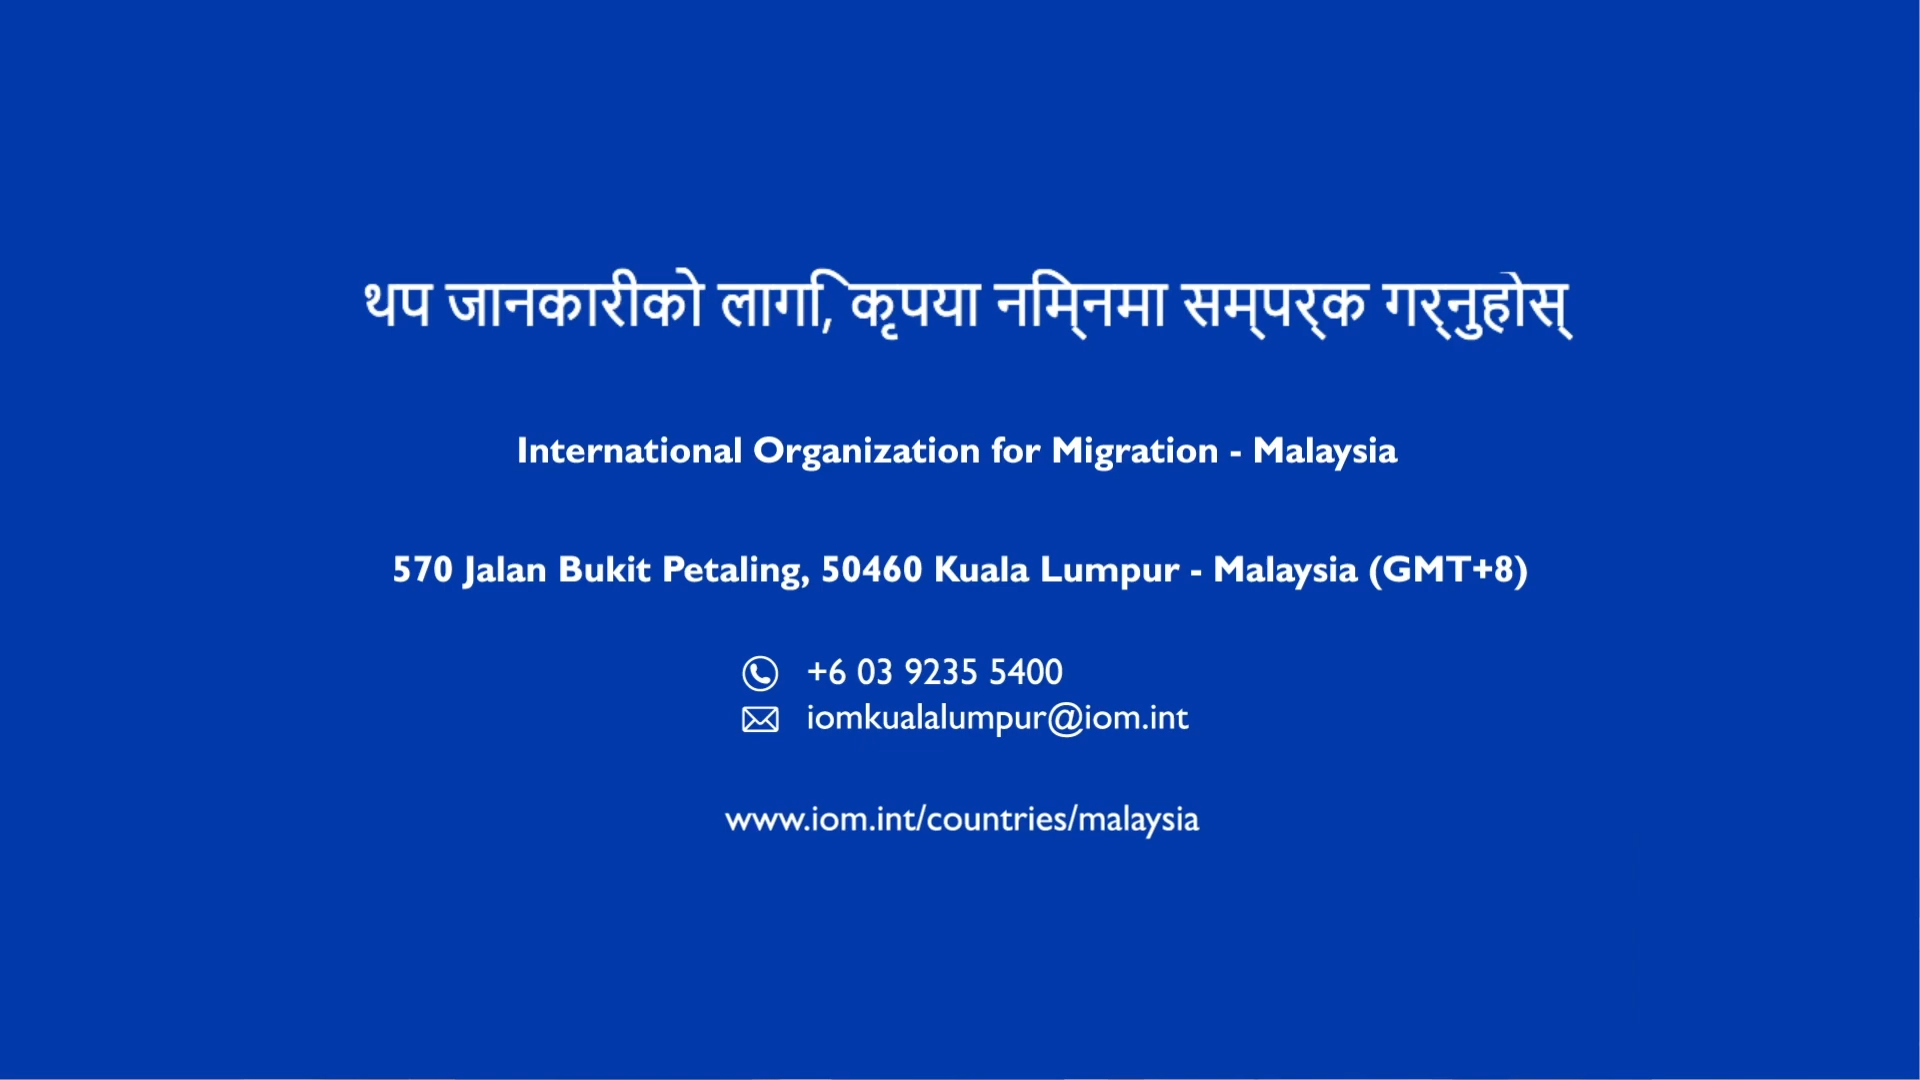 थप जानकारीको लागि, कृपया निम्नमा सम्पर्क गर्नुहोस्
International Organization for Migration - Malaysia
570 Jalan Bukit Petaling, 50460 Kuala Lumpur - Malaysia (GMT+8)
+6 03 9235 5400
iomkualalumpur@iom.int
www.iom.int/countries/malaysia